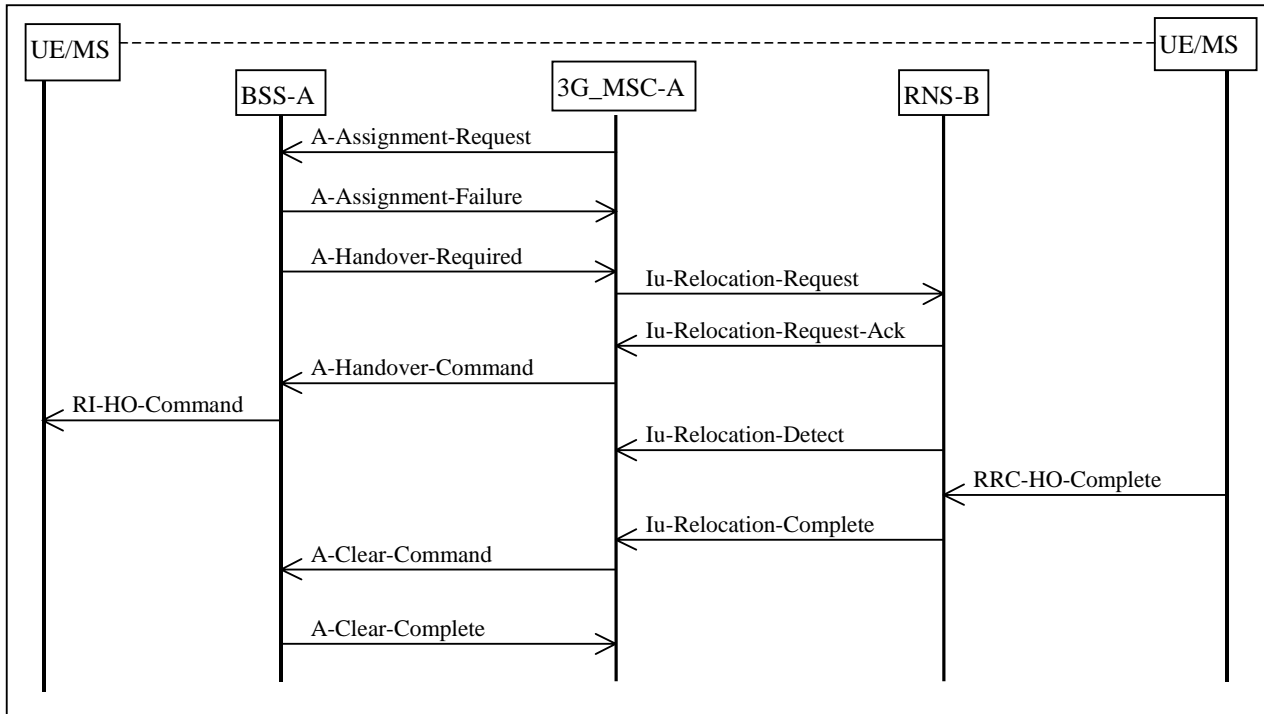 UE/MS
UE/MS
BSS-A
3G_MSC-A
RNS-B
A-Assignment-Request
A-Assignment-Failure
A-Handover-Required
Iu-Relocation-Request
Iu-Relocation-Request-Ack
A-Handover-Command
RI-HO-Command
Iu-Relocation-Detect
RRC-HO-Complete
Iu-Relocation-Complete
A-Clear-Command
A-Clear-Complete